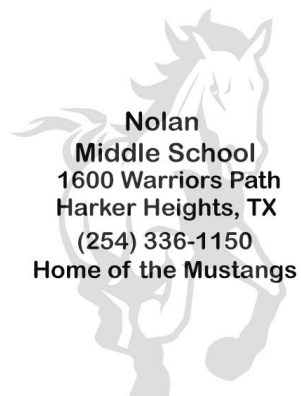 Nolan
Middle School
1600 Warriors Path
Harker Heights, TX
(254) 336-1150
Home of the Mustangs